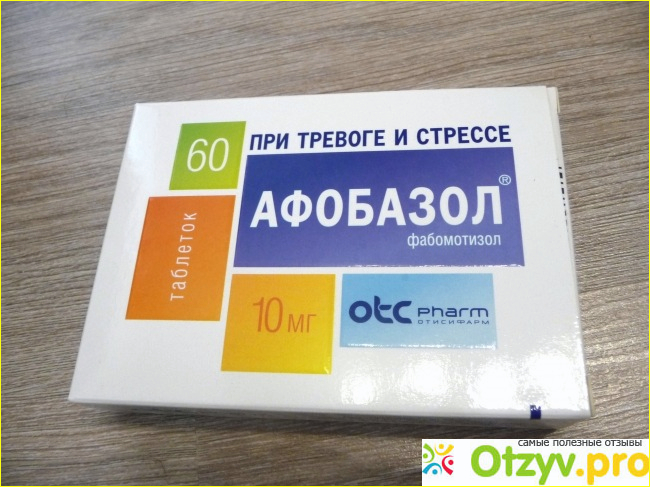 60
ПРИ ТРЕВОГЕ И СТРЕССЕ
АФОБАЗОЛ®
фабомотизол
таблеток
10 мг
otc pharm
ОТИСИФАРМ
самые полезные отзывы
Otzyv.pro